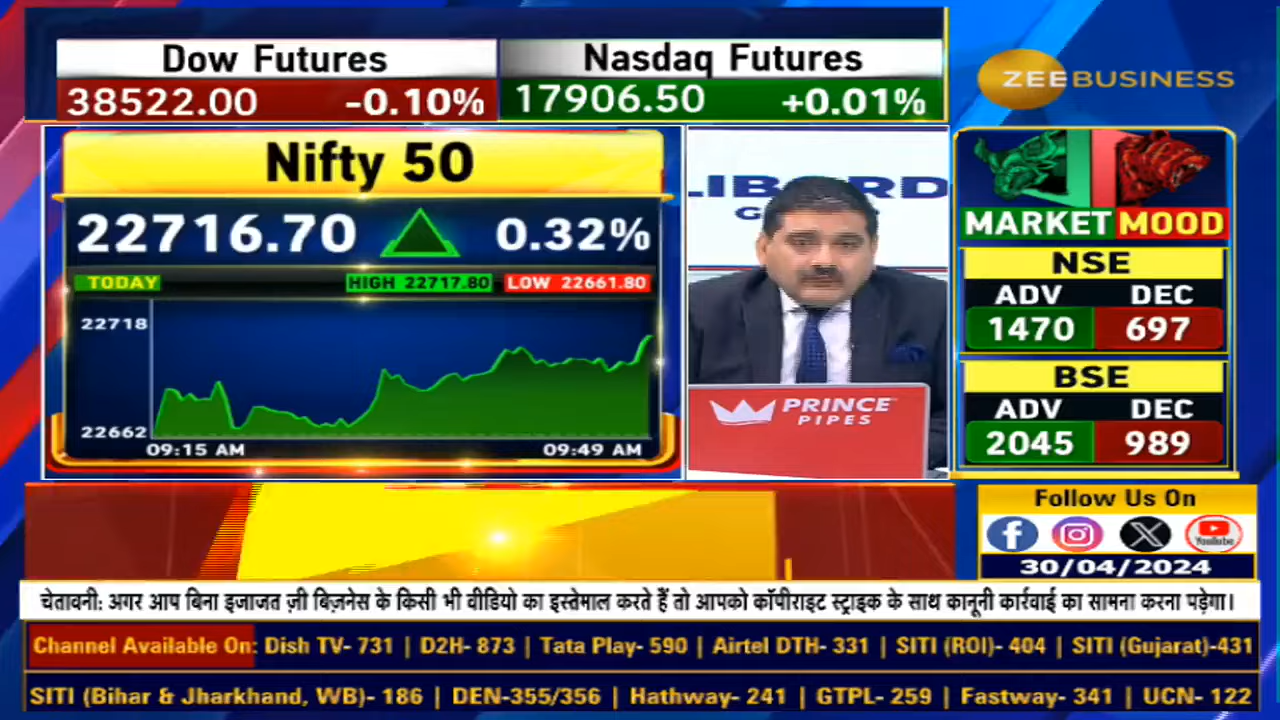 Dow Futures
38522.00 -0.10%
Nasdaq Futures
17906.50 +0.01%
ZEEBUSINESS
Nifty 50
22716.70 0.32%
TODAY HIGH 22717.80 LOW 22661.80
22718
22662
09:15 AM 09:49 AM
PRINCE
PIPES
MARKET MOOD
NSE
ADV DEC
1470 697
BSE
ADV DEC
2045 989
Follow Us On
YouTube
30/04/2024
चेतावनी: अगर आप बिना इजाजत ज़ी बिज़नेस के किसी भी वीडियो का इस्तेमाल करते हैं तो आपको कॉपीराइट स्ट्राइक के साथ कानूनी कार्रवाई का सामना करना पड़ेगा।
Channel Available On: Dish TV- 731 | D2H- 873 | Tata Play- 590 | Airtel DTH- 331 | SITI (ROI)- 404 | SITI (Gujarat)-431
SITI (Bihar & Jharkhand, WB)- 186 | DEN-355/356 | Hathway- 241 | GTPL- 259 | Fastway- 341 | UCN- 122